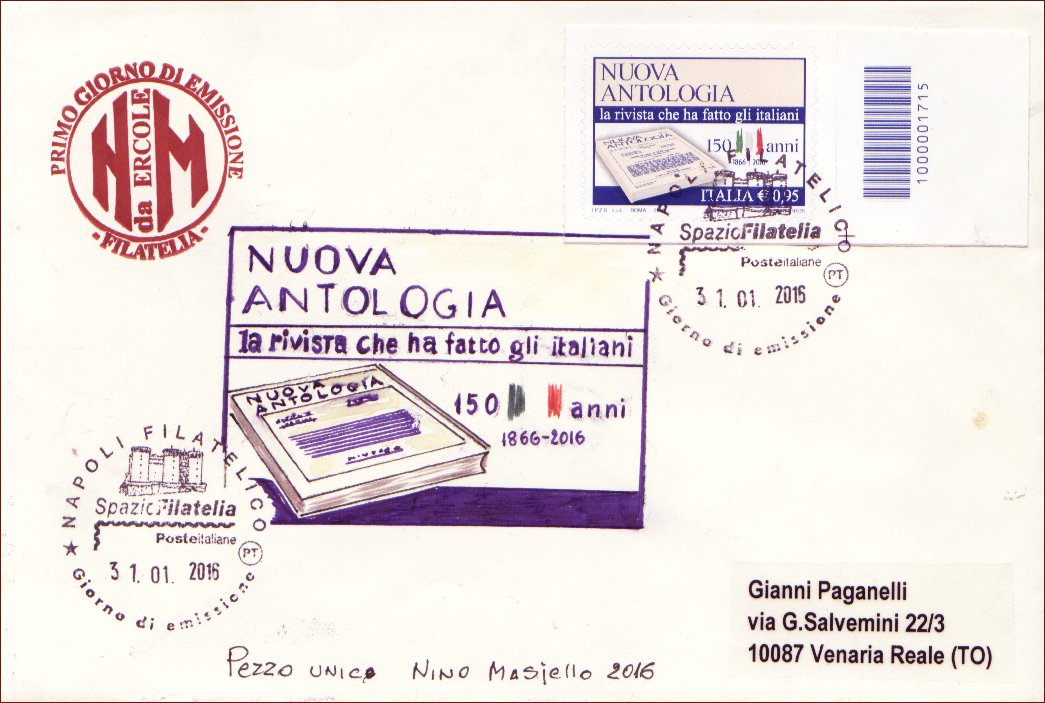 PRIMO GIORNO DI EMISSIONE
NM
da ERCOLE
- FILATELIA -
NUOVA
ANTOLOGIA
la rivista che ha fatto gli italiani
NUOVA ANTOLOGIA
150 anni
1866 - 2016
ITALIA € 0,95
I.P.Z.S. S.p.A. ROMA
1000001715
NAPOLI FILATELICO
SpazioFilatelia
Posteitaliane
PT
31.01.2016
Giorno di emissione
NUOVA
ANTOLOGIA
la rivista che ha fatto gli italiani
NUOVA
ANTOLOGIA
150 anni
1866-2016
NAPOLI FILATELICO
SpazioFilatelia
Posteitaliane
PT
31.01.2016
Giorno di emissione
Gianni Paganelli
via G.Salvemini 22/3
10087 Venaria Reale (TO)
Pezzo unico Nino Masiello 2016